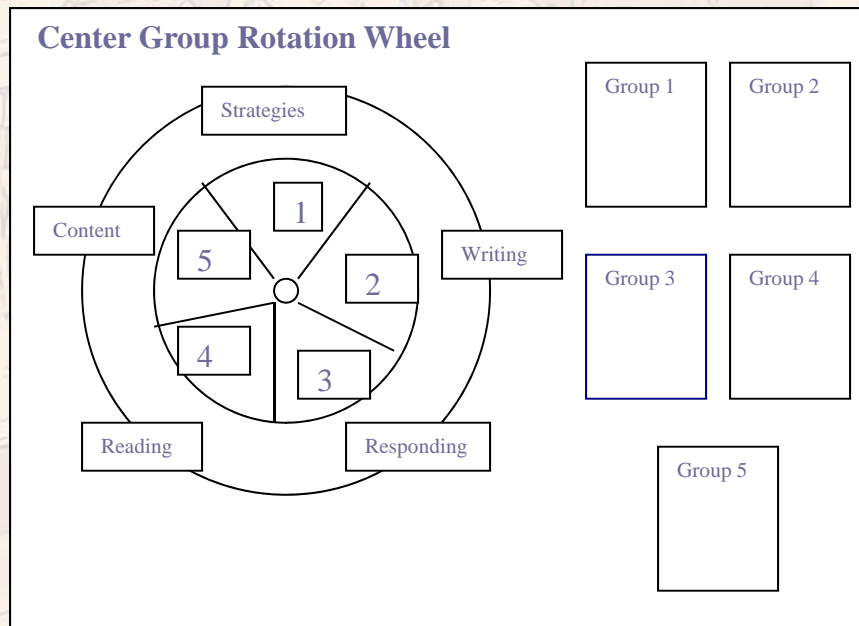 Center Group Rotation Wheel
Strategies
Content
Writing
Reading
Responding
1
2
3
4
5
Group 1
Group 2
Group 3
Group 4
Group 5